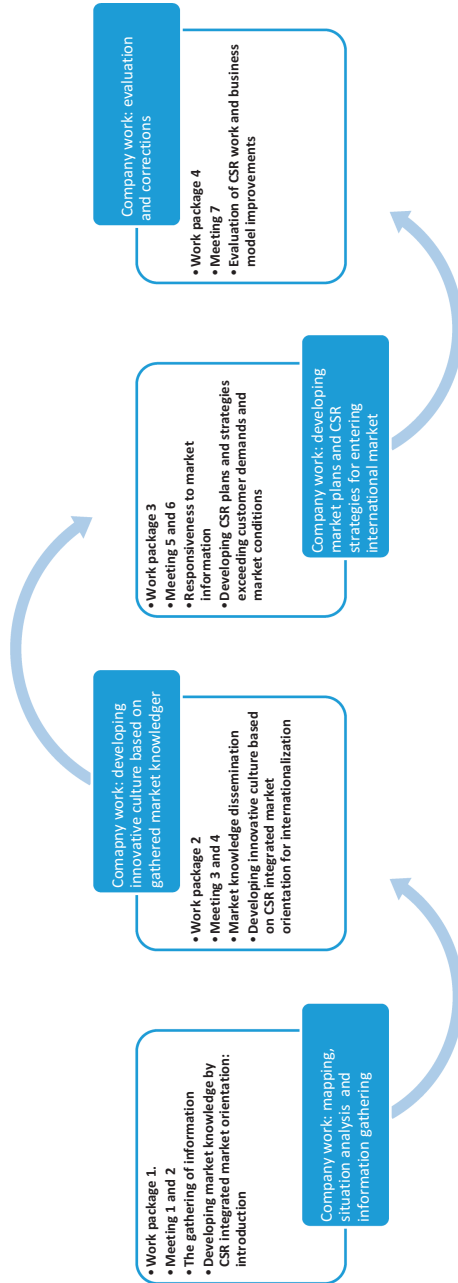 • Work package 1.
• Meeting 1 and 2
• The gathering of information
• Developing market knowledge by
CSR integrated market orientation:
introduction
Company work: mapping,
situation analysis and
information gathering
Comapny work: developing
innovative culture based on
gathered market knowledger
• Work package 2
• Meeting 3 and 4
• Market knowledge dissemination
• Developing innovative culture based
on CSR integrated market
orientation for internationalization
• Work package 3
• Meeting 5 and 6
• Responsiveness to market
information
• Developing CSR plans and strategies
exceeding customer demands and
market conditions
Company work: developing
market plans and CSR
strategies for entering
international market
Company work: evaluation
and corrections
• Work package 4
• Meeting 7
• Evaluation of CSR work and business
model improvements